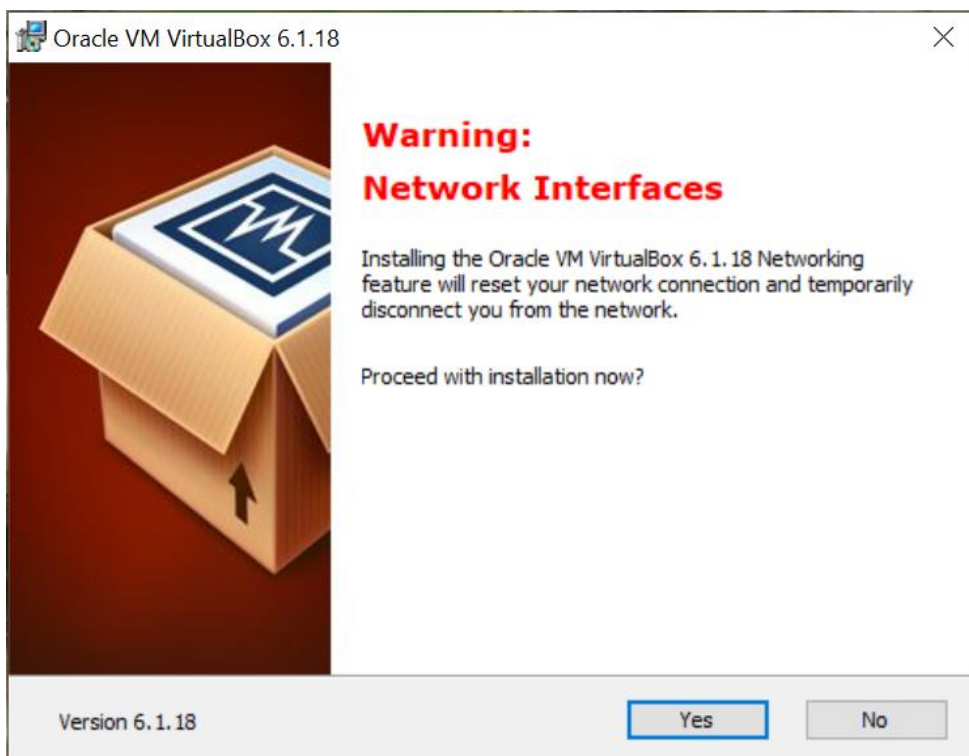 Oracle VM VirtualBox 6.1.18
Warning:
Network Interfaces
Installing the Oracle VM VirtualBox 6.1.18 Networking
feature will reset your network connection and temporarily
disconnect you from the network.
Proceed with installation now?
Version 6.1.18
Yes
No